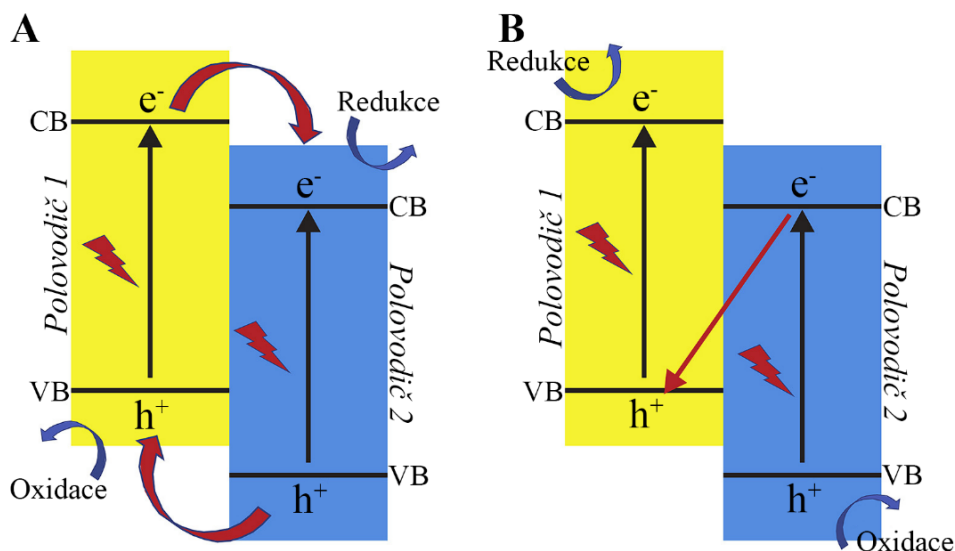 A
e-
Redukce
CB
Polovodič 1
e-
CB
Polovodič 2
VB
h+
Oxidace
VB
h+
B
Redukce
e-
CB
Polovodič 1
e-
CB
Polovodič 2
VB
h+
VB
h+
Oxidace